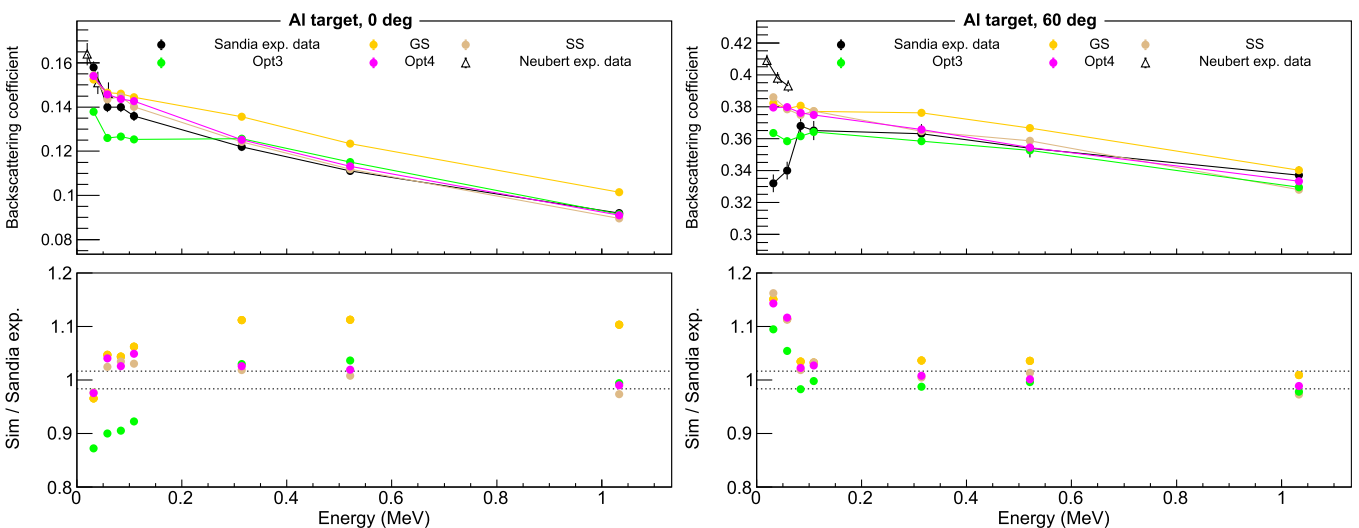 Al target, 0 deg
Sandia exp. data GS SS
Opt3 Opt4 Neubert exp. data
Backscattering coefficient
0.16
0.14
0.12
0.1
0.08
Sim / Sandia exp.
1.2
1.1
1
0.9
0.8
0 0.2 0.4 0.6 0.8 1
Energy (MeV)
Al target, 60 deg
Sandia exp. data GS SS
Opt3 Opt4 Neubert exp. data
Backscattering coefficient
0.42
0.4
0.38
0.36
0.34
0.32
0.3
Sim / Sandia exp.
1.2
1.1
1
0.9
0.8
0 0.2 0.4 0.6 0.8 1
Energy (MeV)